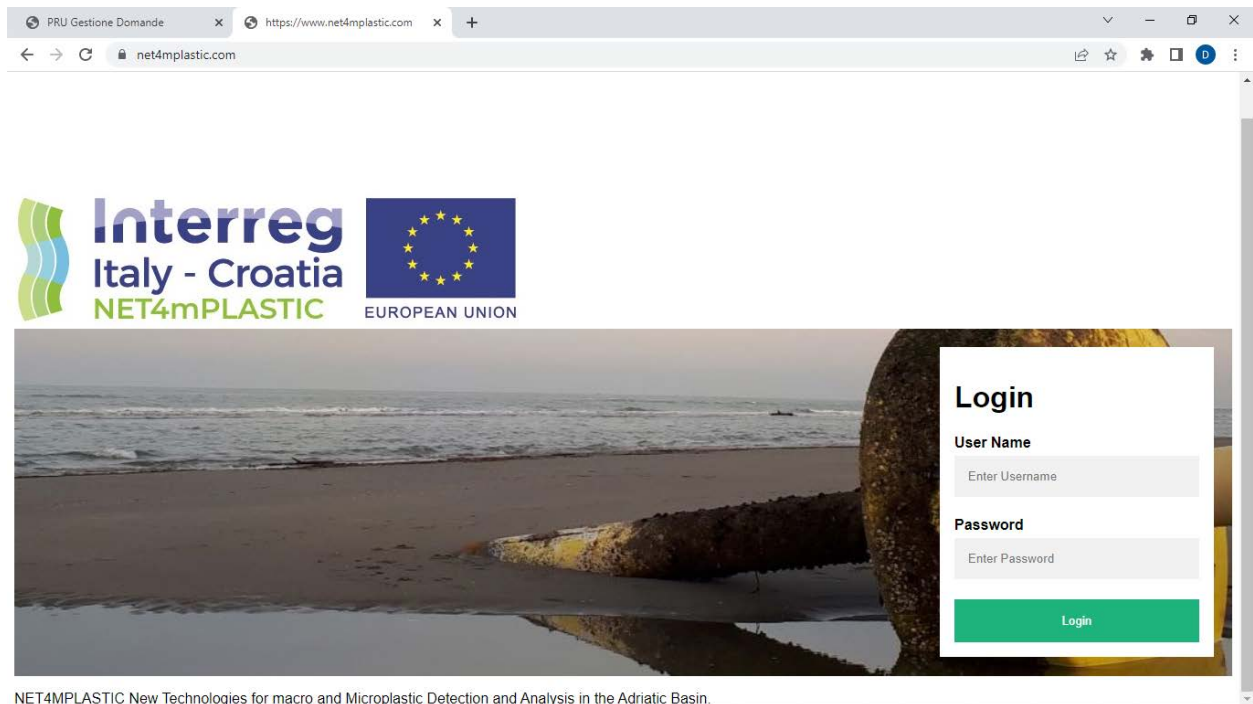 PRU Gestione Domande
https://www.net4mplastic.com
net4mplastic.com
D
Interreg
Italy - Croatia
NET4mPLASTIC
EUROPEAN UNION
Login
User Name
Enter Username
Password
Enter Password
Login
NET4MPLASTIC New Technologies for macro and Microplastic Detection and Analysis in the Adriatic Basin.